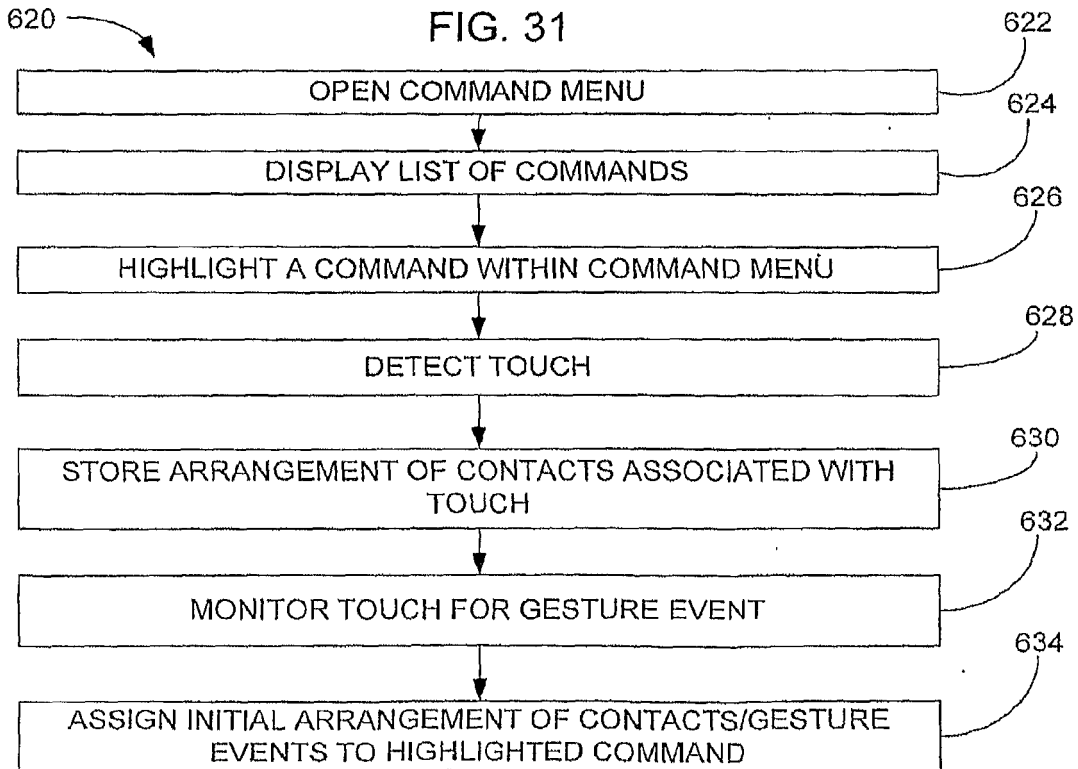 620
FIG. 31
622
OPEN COMMAND MENU
624
DISPLAY LIST OF COMMANDS
626
HIGHLIGHT A COMMAND WITHIN COMMAND MENU
628
DETECT TOUCH
630
STORE ARRANGEMENT OF CONTACTS ASSOCIATED WITH
TOUCH
632
MONITOR TOUCH FOR GESTURE EVENT
634
ASSIGN INITIAL ARRANGEMENT OF CONTACTS/GESTURE
EVENTS TO HIGHLIGHTED COMMAND